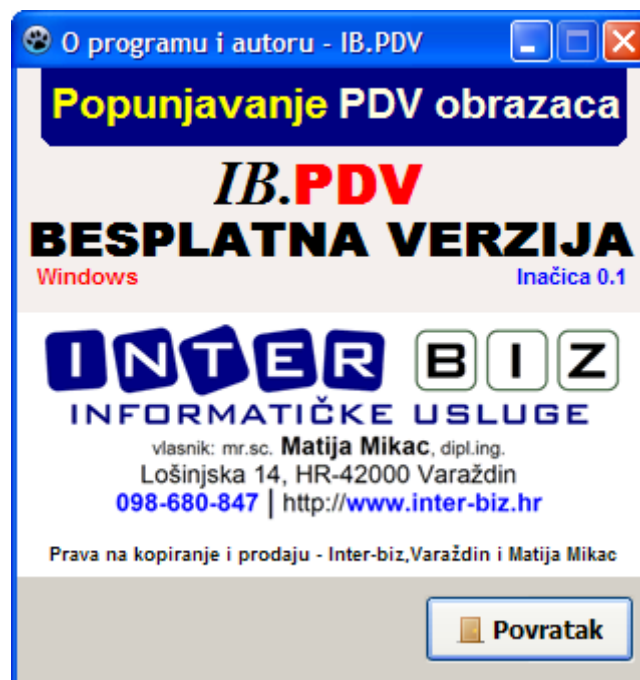 O programu i autoru - IB.PDV
Popunjavanje PDV obrazaca
IB.PDV
BESPLATNA VERZIJA
Windows Inačica 0.1
INTER BIZ
INFORMATIČKE USLUGE
vlasnik: mr.sc. Matija Mikac, dipl.ing.
Lošinjska 14, HR-42000 Varaždin
098-680-847 | http://www.inter-biz.hr
Prava na kopiranje i prodaju - Inter-biz,Varaždin i Matija Mikac
Povratak